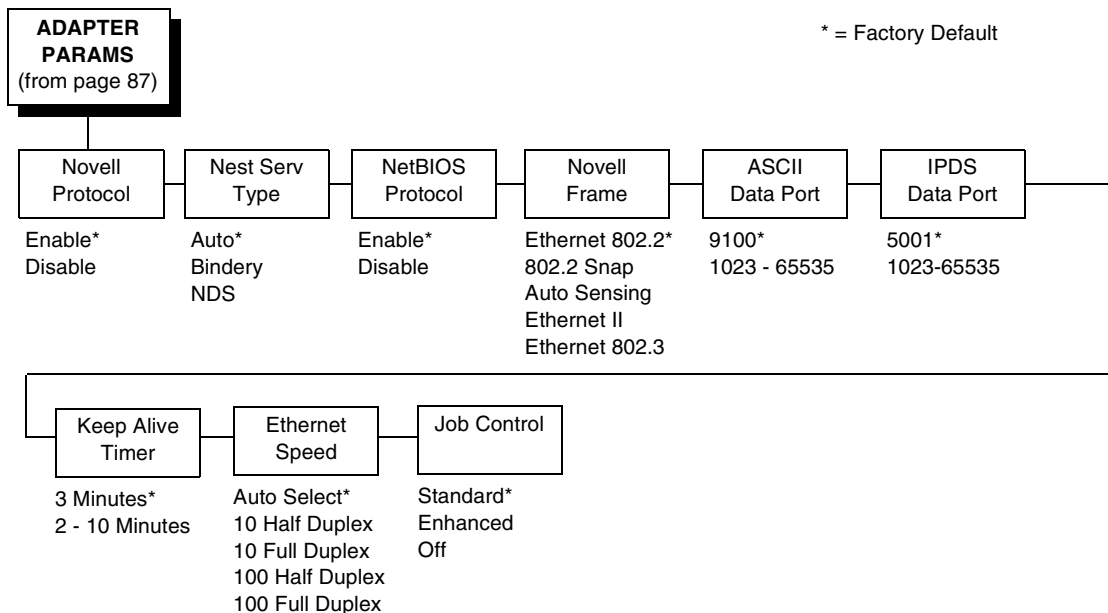 ADAPTER
PARAMS
(from page 87)
* = Factory Default
Novell
Protocol
Enable*
Disable
Nest Serv
Type
Auto*
Bindery
NDS
NetBIOS
Protocol
Enable*
Disable
Novell
Frame
Ethernet 802.2*
802.2 Snap
Auto Sensing
Ethernet II
Ethernet 802.3
ASCII
Data Port
9100*
1023 - 65535
IPDS
Data Port
5001*
1023-65535
Keep Alive
Timer
3 Minutes*
2 - 10 Minutes
Ethernet
Speed
Auto Select*
10 Half Duplex
10 Full Duplex
100 Half Duplex
100 Full Duplex
Job Control
Standard*
Enhanced
Off